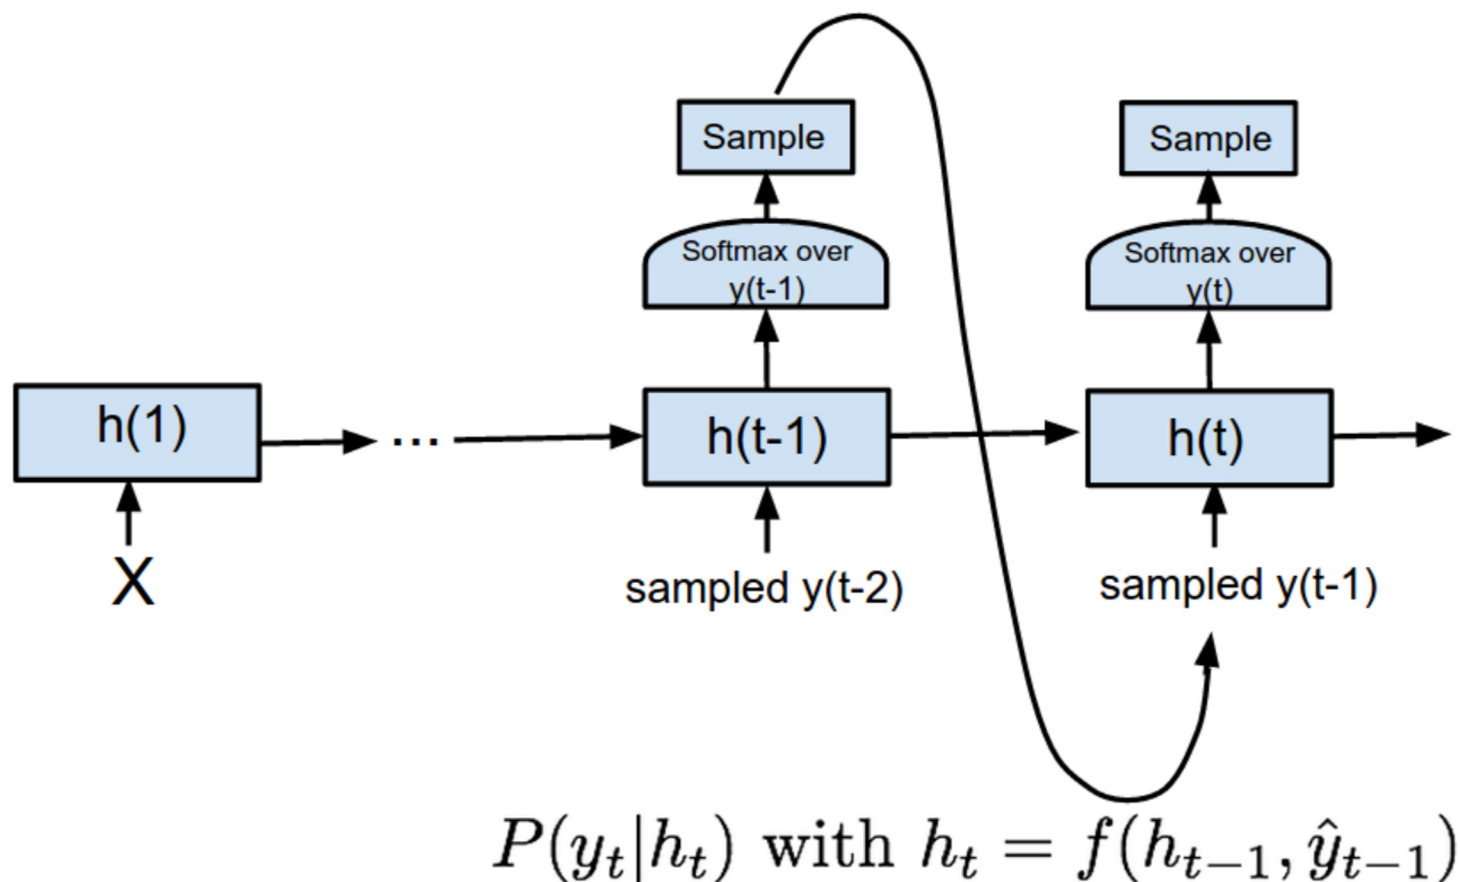 Sample
Sample
Softmax over
y(t-1)
Softmax over
y(t)
h(1)
...
h(t-1)
h(t)
X
sampled y(t-2)
sampled y(t-1)
P(y_t|h_t) with h_t = f(h_{t-1}, ŷ_{t-1})